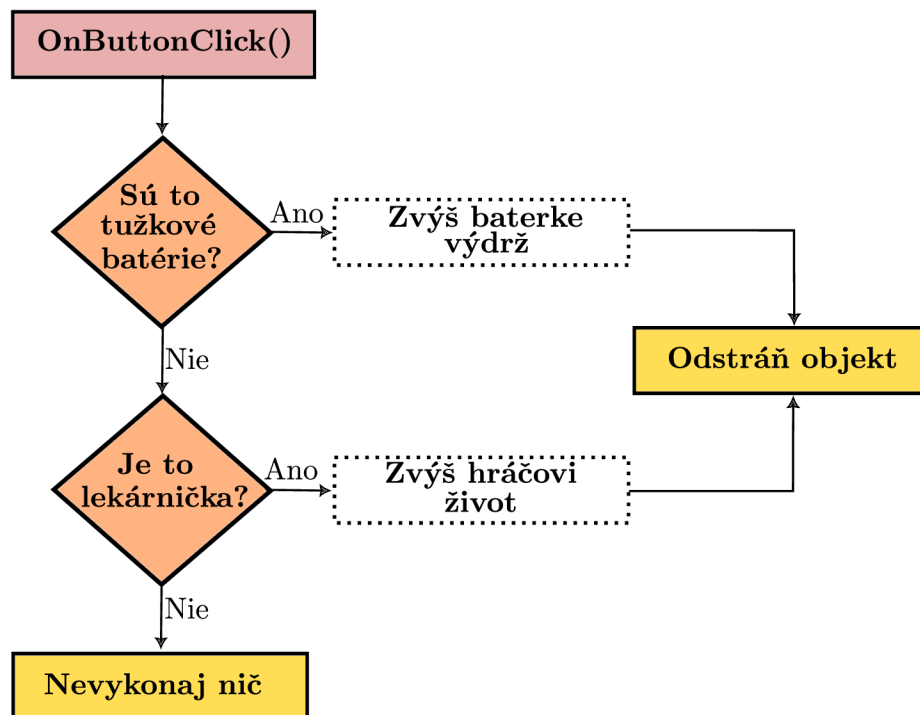 OnButtonClick()
Sú to
tužkové
batérie?
Ano
Zvýš baterke
výdrž
Odstráň objekt
Nie
Je to
lekárnička?
Ano
Zvýš hráčovi
život
Nie
Nevykonaj nič